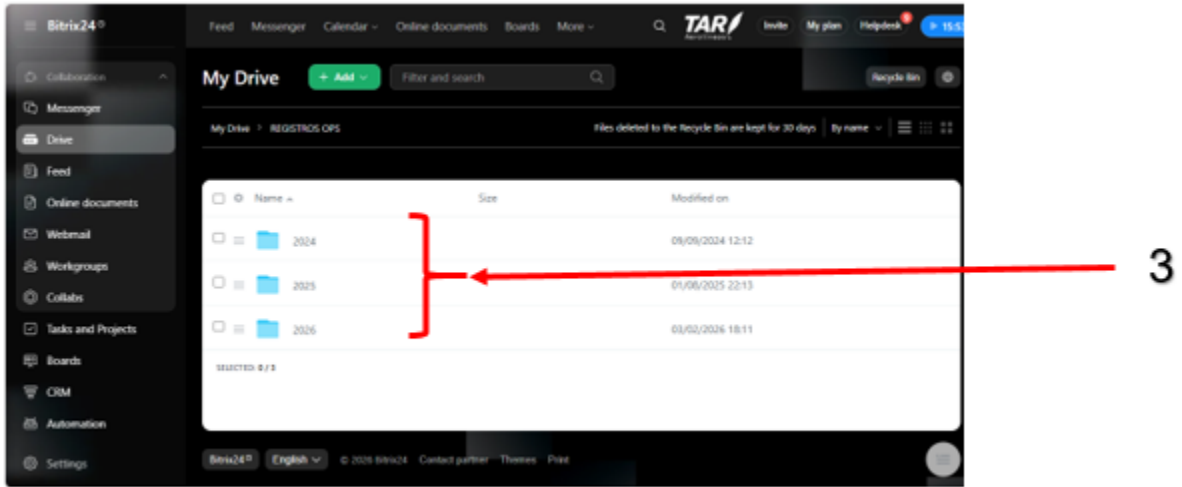 Bitrix24
Feed Messenger Calendar Online documents Boards More TAR Invite My plan Helpdesk
Collaboration
My Drive + Add Filter and search Recycle Bin
Messenger
My Drive > REGISTROS OPS Files deleted to the Recycle Bin are kept for 30 days By name
Drive
Feed
Online documents
Webmail
Workgroups
Collabs
Tasks and Projects
Boards
CRM
Automation
Settings
Name Size Modified on
2024 09/09/2024 12:12
2025 01/08/2025 22:13
2026 03/02/2026 18:11
SELECTED: 0 / 3
3
Bitrix24 English © 2026 Bitrix24 Contact partner Themes Print